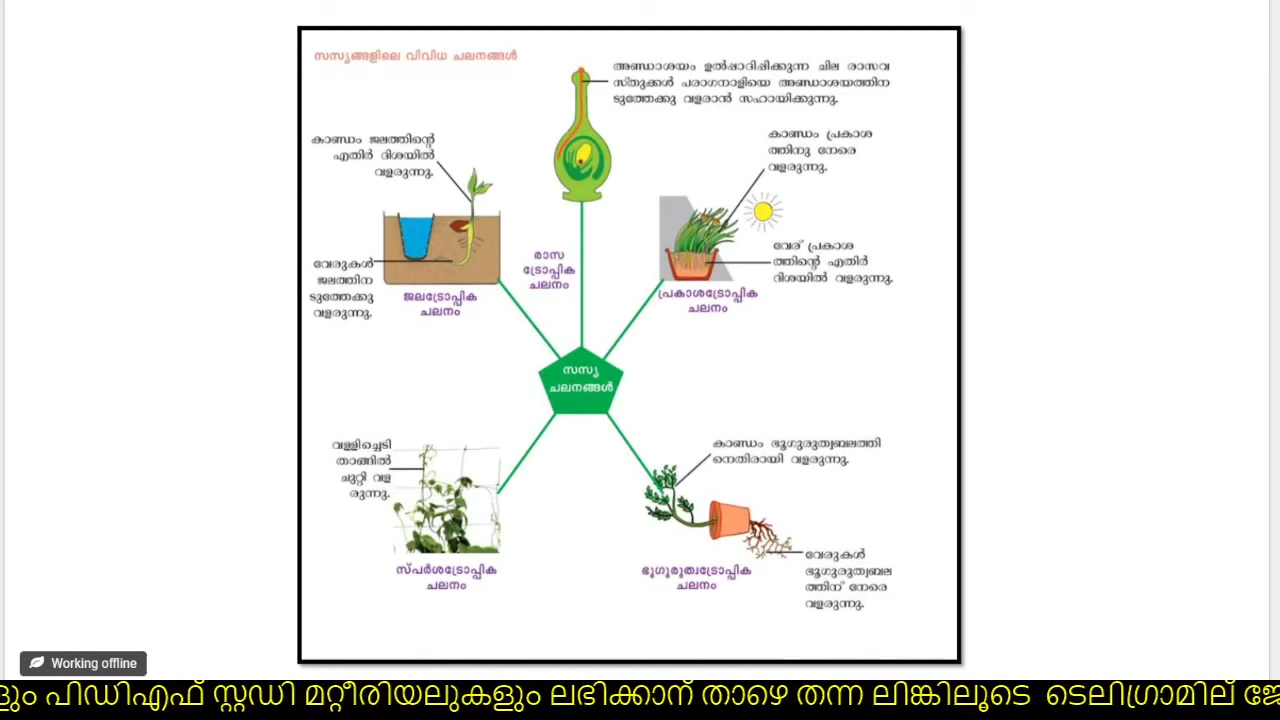 സസ്യങ്ങളിലെ വിവിധ ചലനങ്ങൾ
അണ്ഡാശയം ഉൽപ്പാദിപ്പിക്കുന്ന ചില രാസവ
സ്തുക്കൾ പരാഗനാളിയെ അണ്ഡാശയത്തിന
ടുത്തേക്കു വളരാൻ സഹായിക്കുന്നു.
കാണ്ഡം ജലത്തിന്റെ
എതിർ ദിശയിൽ
വളരുന്നു.
കാണ്ഡം പ്രകാശ
ത്തിനു നേരെ
വളരുന്നു.
വേരുകൾ
ജലത്തിന
ടുത്തേക്കു
വളരുന്നു.
ജലട്രോപ്പിക
ചലനം
രാസ
ട്രോപ്പിക
ചലനം
വേര് പ്രകാശ
ത്തിന്റെ എതിർ
ദിശയിൽ വളരുന്നു.
പ്രകാശട്രോപ്പിക
ചലനം
സസ്യ
ചലനങ്ങൾ
വള്ളിച്ചെടി
താങ്ങിൽ
ചുറ്റി വള
രുന്നു.
സ്പർശട്രോപ്പിക
ചലനം
കാണ്ഡം ഭൂഗുരുത്വബലത്തി
നെതിരായി വളരുന്നു.
ഭൂഗുരുത്വട്രോപ്പിക
ചലനം
വേരുകൾ
ഭൂഗുരുത്വബല
ത്തിന് നേരെ
വളരുന്നു.
Working offline
ളും പിഡിഎഫ് സ്റ്റഡി മറ്റീരിയലുകളും ലഭിക്കാന് താഴെ തന്ന ലിങ്കിലൂടെ ടെലിഗ്രാമില് ജോ